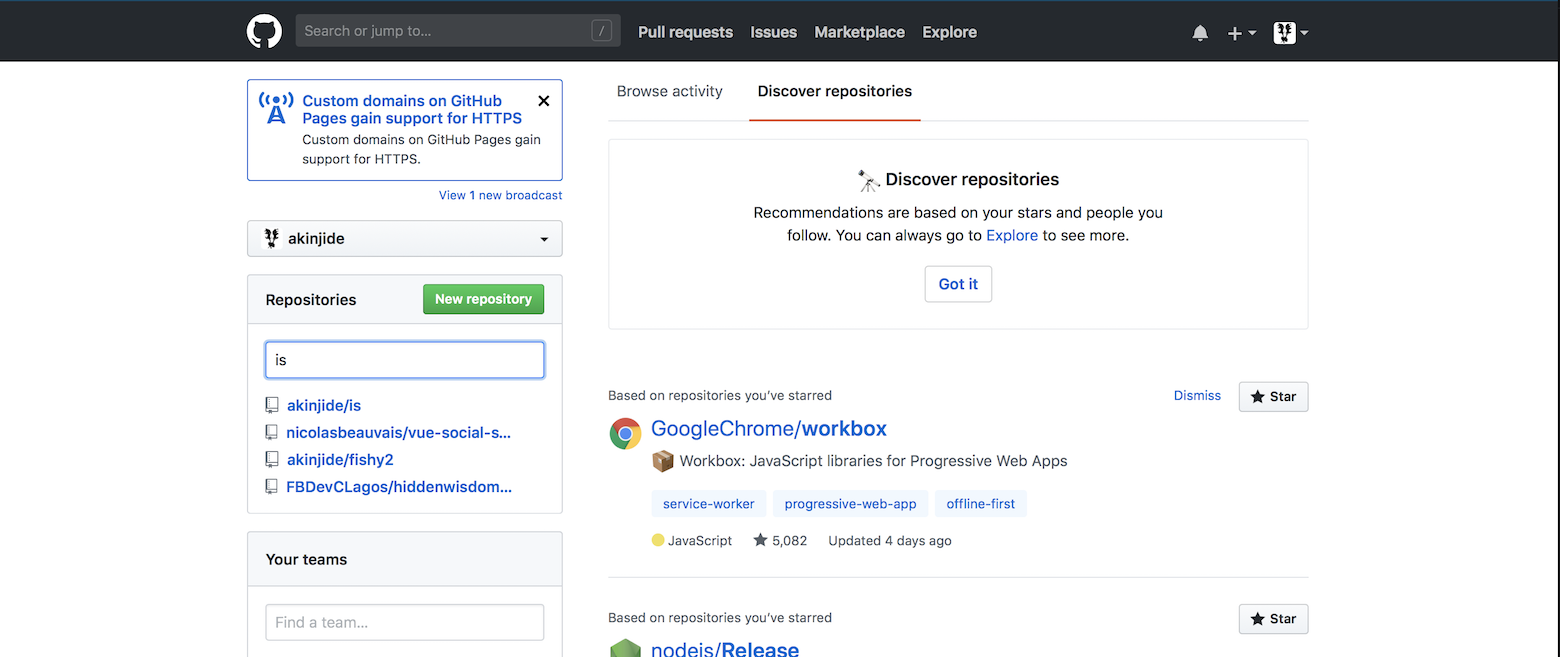 Search or jump to...
/
Pull requests
Issues
Marketplace
Explore
Custom domains on GitHub
Pages gain support for HTTPS
Custom domains on GitHub Pages gain
support for HTTPS.
View 1 new broadcast
akinjide
Repositories
New repository
is
akinjide/is
nicolasbeauvais/vue-social-s...
akinjide/fishy2
FBDevCLagos/hiddenwisdom...
Your teams
Find a team...
Browse activity
Discover repositories
Discover repositories
Recommendations are based on your stars and people you
follow. You can always go to Explore to see more.
Got it
Based on repositories you've starred
Dismiss
Star
GoogleChrome/workbox
Workbox: JavaScript libraries for Progressive Web Apps
service-worker
progressive-web-app
offline-first
JavaScript
5,082
Updated 4 days ago
Based on repositories you've starred
Star
nodejs/Release